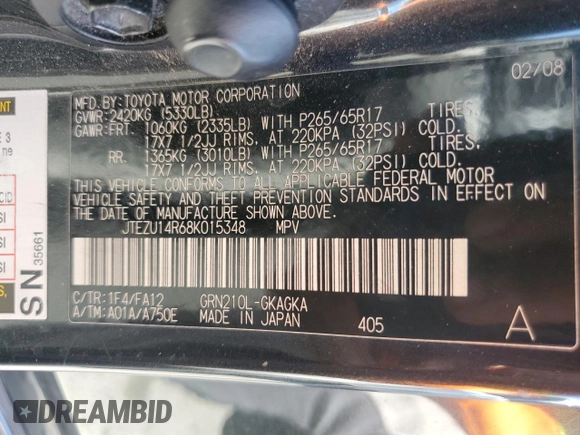 02/08
MFD. BY:TOYOTA MOTOR CORPORATION
GVWR:2420KG (5330LB)
GAWR:FRT. 1060KG (2335LB) WITH P265/65R17 TIRES,
17X7 1/2JJ RIMS, AT 220KPA (32PSI) COLD.
RR. 1365KG (3010LB) WITH P265/65R17 TIRES,
17X7 1/2JJ RIMS, AT 220KPA (32PSI) COLD.
THIS VEHICLE CONFORMS TO ALL APPLICABLE FEDERAL MOTOR
VEHICLE SAFETY AND THEFT PREVENTION STANDARDS IN EFFECT ON
THE DATE OF MANUFACTURE SHOWN ABOVE.
JTEZU14R68K015348 MPV
C/TR:1F4/FA12 GRN210L-GKAGKA
A/TM:A01A/A750E MADE IN JAPAN 405 A
SN 35661
DREAMBID